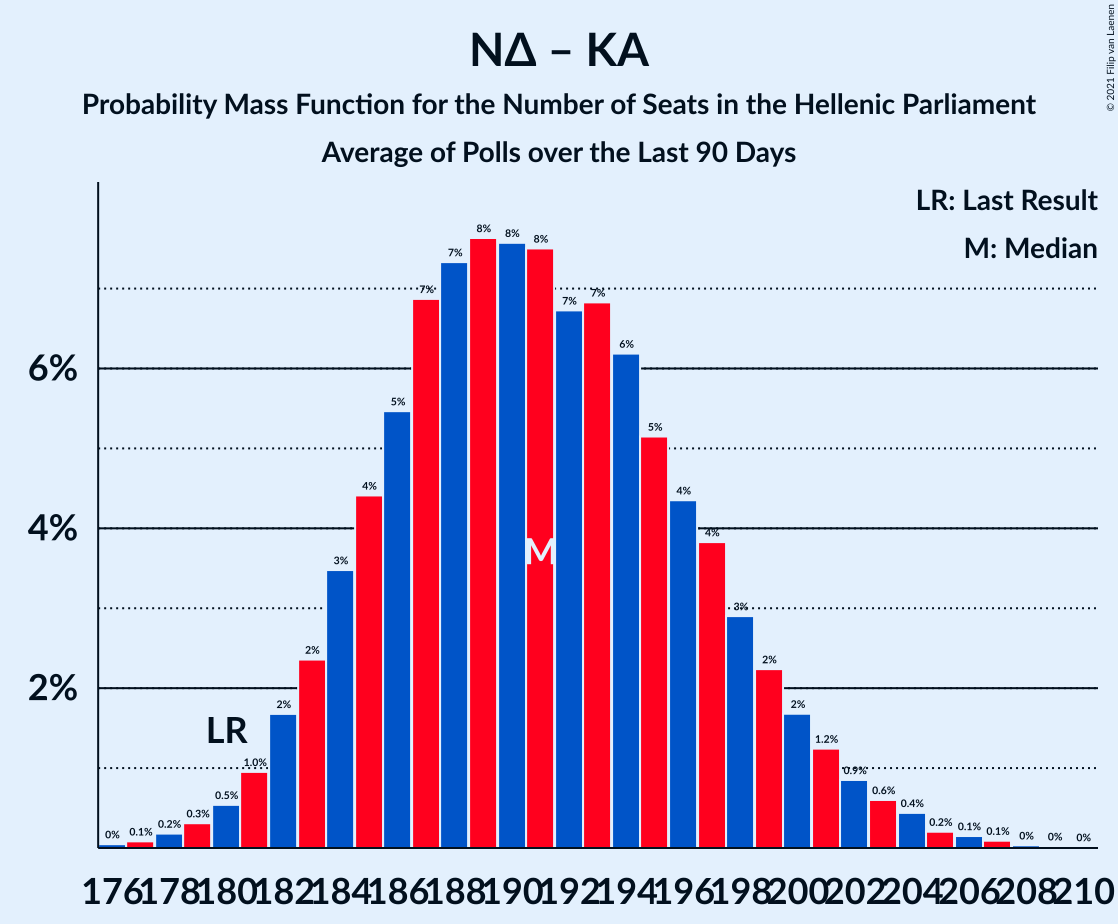 ΝΔ – ΚΑ
Probability Mass Function for the Number of Seats in the Hellenic Parliament
Average of Polls over the Last 90 Days
© 2021 Filip van Laenen
LR: Last Result
M: Median
6%
4%
2%
0% 0.1% 0.2% 0.3% 0.5% 1.0% 2% 2% 3% 4% 5% 7% 7% 8% 8% 8% 7% 7% 6% 5% 4% 4% 3% 2% 2% 1.2% 0.9% 0.6% 0.4% 0.2% 0.1% 0.1% 0% 0% 0%
LR
M
176 178 180 182 184 186 188 190 192 194 196 198 200 202 204 206 208 210